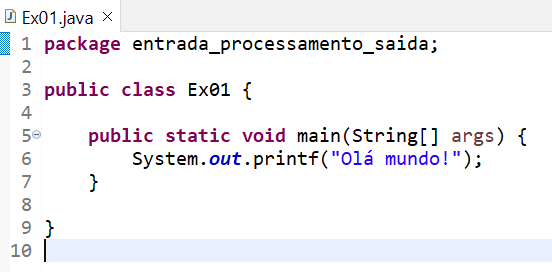 Ex01.java
1 package entrada_processamento_saida;
2
3 public class Ex01 {
4
5     public static void main(String[] args) {
6         System.out.printf("Olá mundo!");
7     }
8
9 }
10